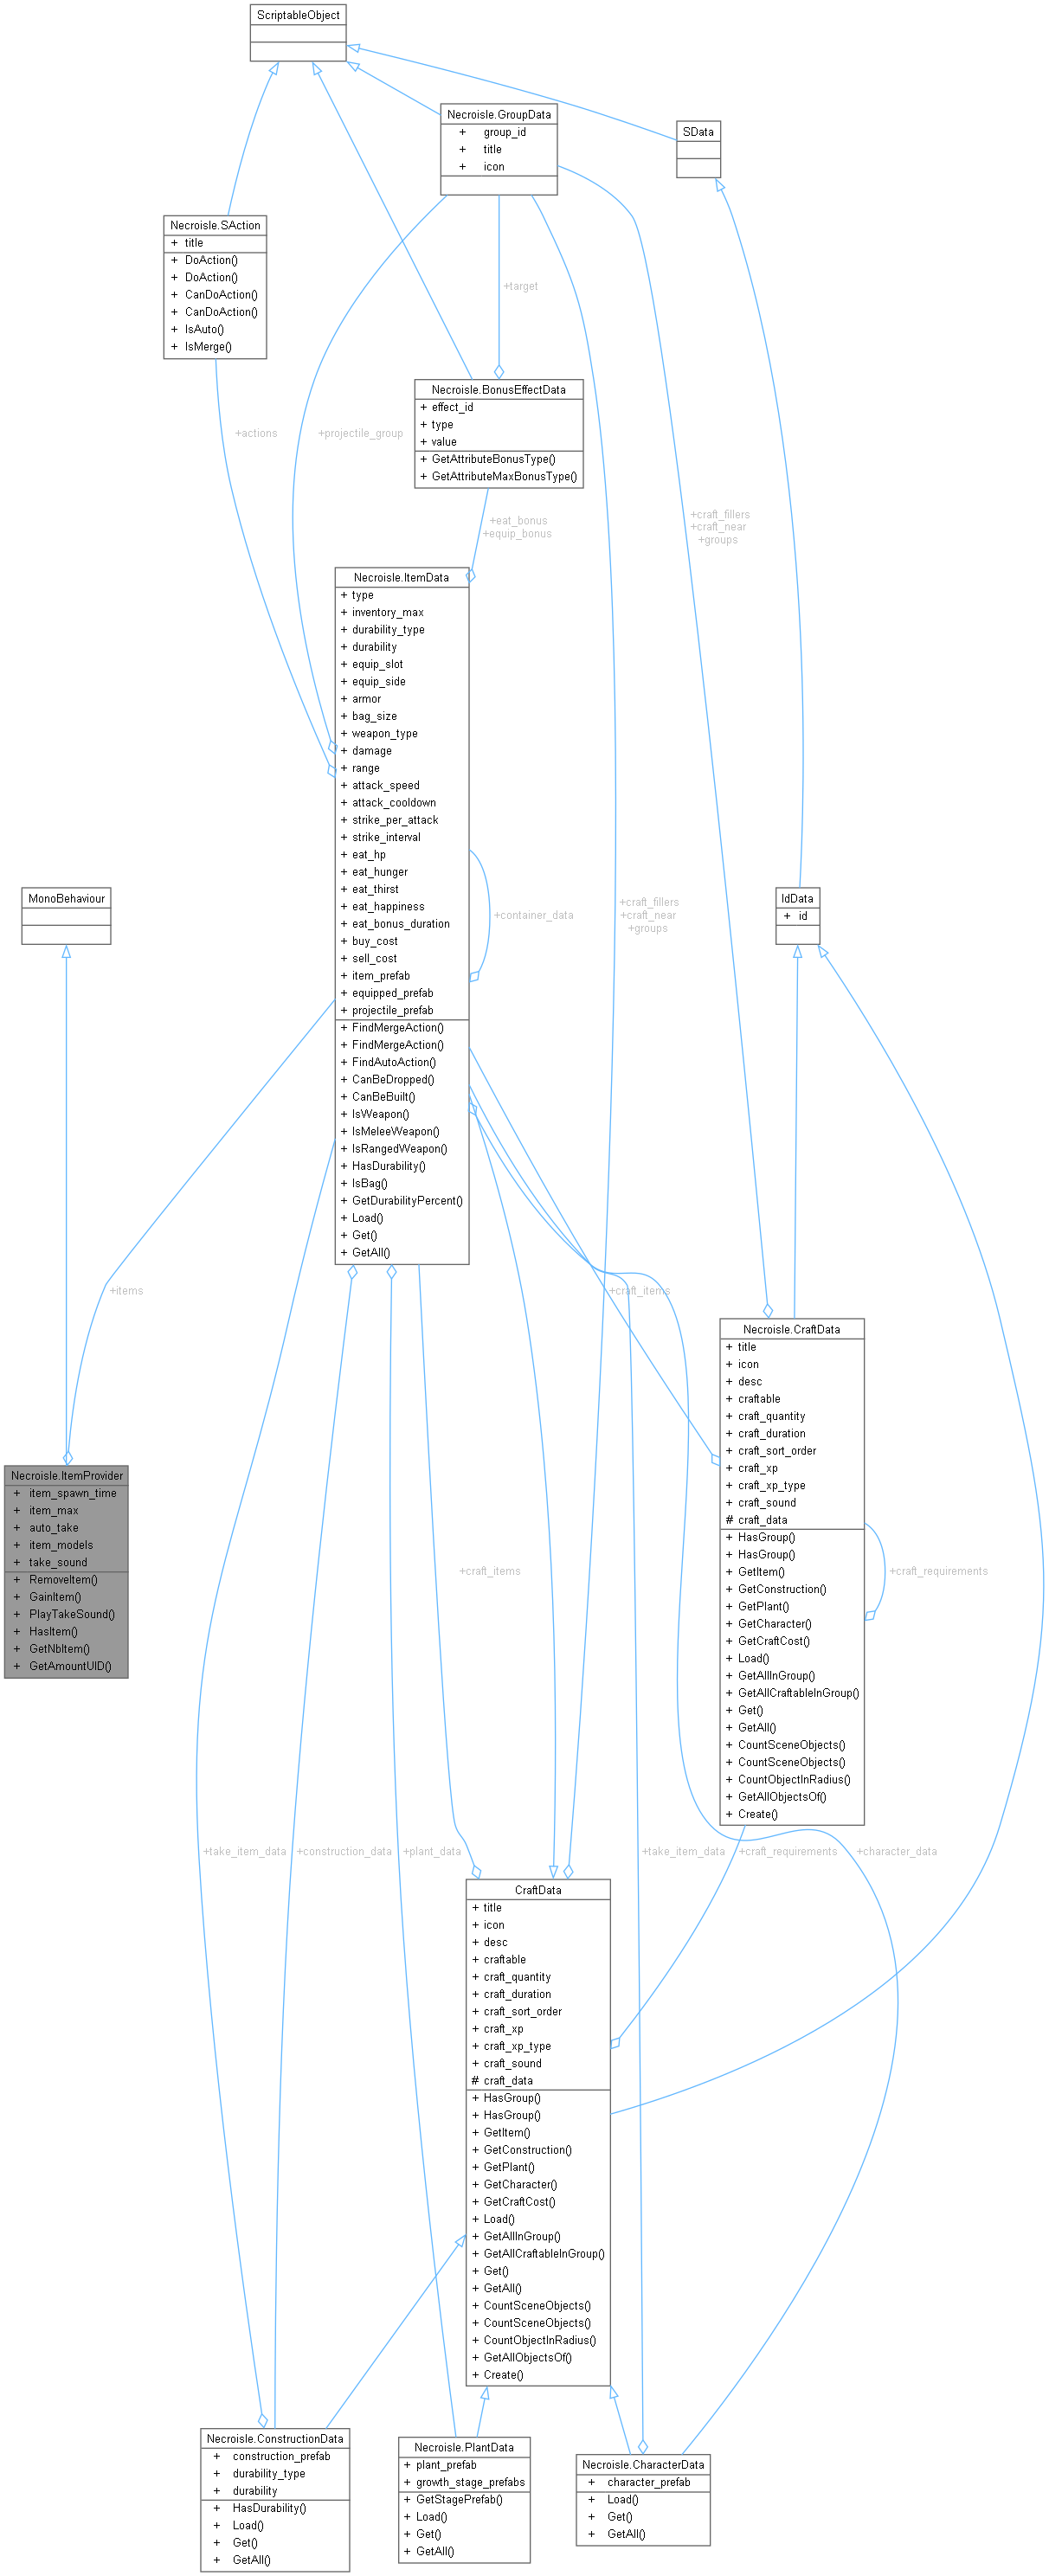 ScriptableObject
Necroisle.GroupData
+ group_id
+ title
+ icon
SData
Necroisle.SAction
+ title
+ DoAction()
+ DoAction()
+ CanDoAction()
+ CanDoAction()
+ IsAuto()
+ IsMerge()
+target
Necroisle.BonusEffectData
+ effect_id
+ type
+ value
+ GetAttributeBonusType()
+ GetAttributeMaxBonusType()
+actions
+projectile_group
+eat_bonus
+equip_bonus
+craft_fillers
+craft_near
+groups
Necroisle.ItemData
+ type
+ inventory_max
+ durability_type
+ durability
+ equip_slot
+ equip_side
+ armor
+ bag_size
+ weapon_type
+ damage
+ range
+ attack_speed
+ attack_cooldown
+ strike_per_attack
+ strike_interval
+ eat_hp
+ eat_hunger
+ eat_thirst
+ eat_happiness
+ eat_bonus_duration
+ buy_cost
+ sell_cost
+ item_prefab
+ equipped_prefab
+ projectile_prefab
+ FindMergeAction()
+ FindMergeAction()
+ FindAutoAction()
+ CanBeDropped()
+ CanBeBuilt()
+ IsWeapon()
+ IsMeleeWeapon()
+ IsRangedWeapon()
+ HasDurability()
+ IsBag()
+ GetDurabilityPercent()
+ Load()
+ Get()
+ GetAll()
+container_data
+craft_fillers
+craft_near
+groups
MonoBehaviour
IdData
+ id
+items
+craft_items
Necroisle.CraftData
+ title
+ icon
+ desc
+ craftable
+ craft_quantity
+ craft_duration
+ craft_sort_order
+ craft_xp
+ craft_xp_type
+ craft_sound
# craft_data
+ HasGroup()
+ HasGroup()
+ GetItem()
+ GetConstruction()
+ GetPlant()
+ GetCharacter()
+ GetCraftCost()
+ Load()
+ GetAllInGroup()
+ GetAllCraftableInGroup()
+ Get()
+ GetAll()
+ CountSceneObjects()
+ CountSceneObjects()
+ CountObjectInRadius()
+ GetAllObjectsOf()
+ Create()
+craft_requirements
Necroisle.ItemProvider
+ item_spawn_time
+ item_max
+ auto_take
+ item_models
+ take_sound
+ RemoveItem()
+ GainItem()
+ PlayTakeSound()
+ HasItem()
+ GetNbItem()
+ GetAmountUID()
+craft_items
+take_item_data
+construction_data
+plant_data
+take_item_data
+craft_requirements
+character_data
CraftData
+ title
+ icon
+ desc
+ craftable
+ craft_quantity
+ craft_duration
+ craft_sort_order
+ craft_xp
+ craft_xp_type
+ craft_sound
# craft_data
+ HasGroup()
+ HasGroup()
+ GetItem()
+ GetConstruction()
+ GetPlant()
+ GetCharacter()
+ GetCraftCost()
+ Load()
+ GetAllInGroup()
+ GetAllCraftableInGroup()
+ Get()
+ GetAll()
+ CountSceneObjects()
+ CountSceneObjects()
+ CountObjectInRadius()
+ GetAllObjectsOf()
+ Create()
Necroisle.ConstructionData
+ construction_prefab
+ durability_type
+ durability
+ HasDurability()
+ Load()
+ Get()
+ GetAll()
Necroisle.PlantData
+ plant_prefab
+ growth_stage_prefabs
+ GetStagePrefab()
+ Load()
+ Get()
+ GetAll()
Necroisle.CharacterData
+ character_prefab
+ Load()
+ Get()
+ GetAll()